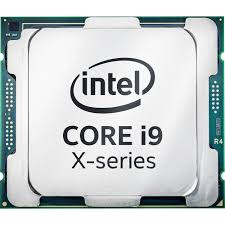 intel
CORE i9
X-series
R4